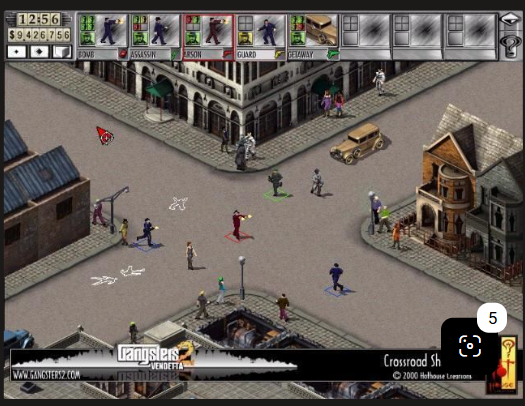 12:56
$9426756
BOMB ASSASSIN ARSON GUARD GETAWAY
5
Gangsters 2
VENDETTA
Crossroad Sh
WWW.GANGSTERS2.COM
© 2000 Hothouse Creations